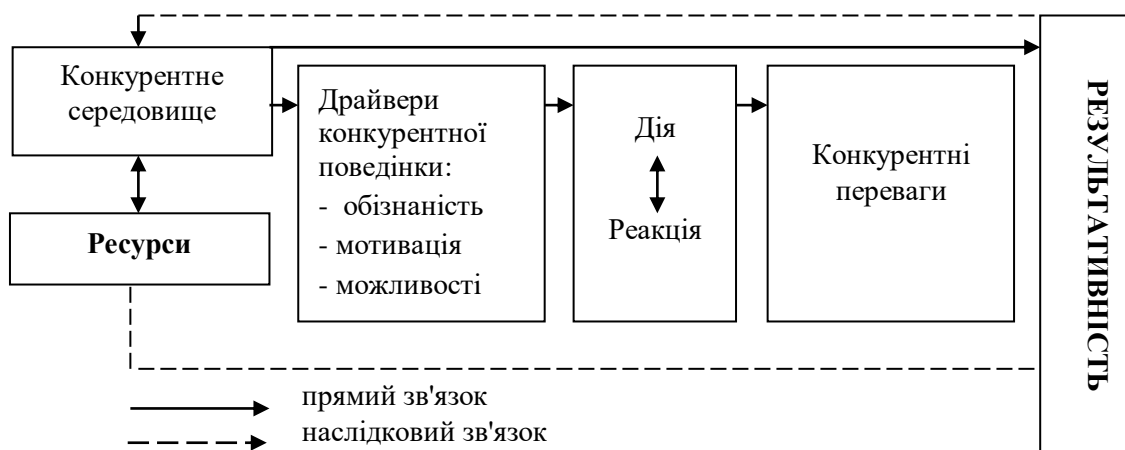 Конкурентне
середовище
Ресурси
Драйвери
конкурентної
поведінки:
- обізнаність
- мотивація
- можливості
Дія
Реакція
Конкурентні
переваги
РЕЗУЛЬТАТИВНІСТЬ
прямий зв'язок
наслідковий зв'язок